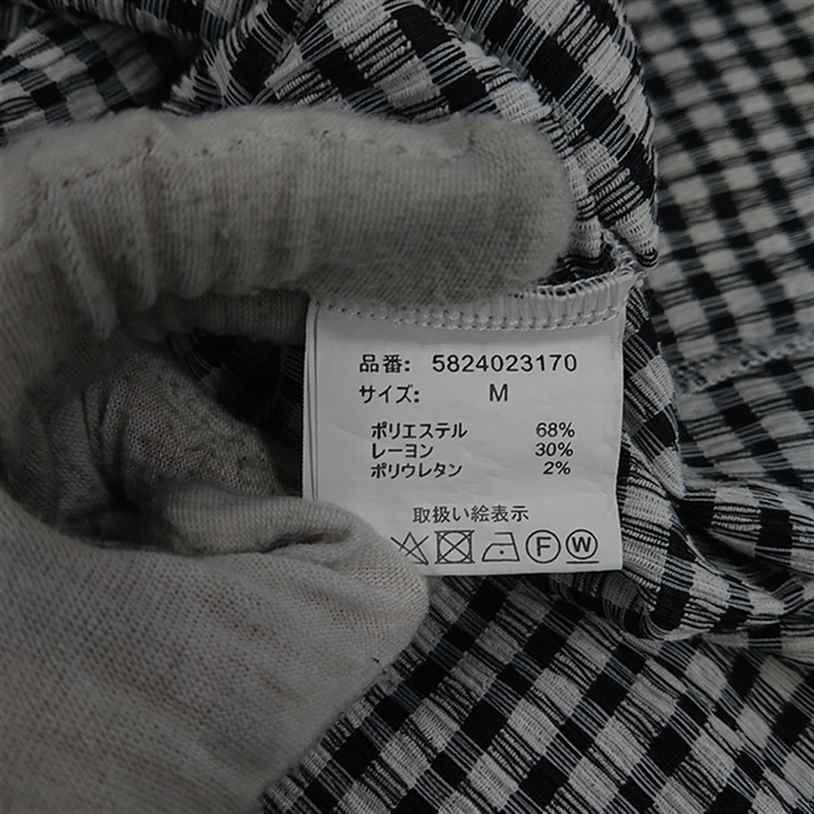 品番: 5824023170
サイズ: M
ポリエステル 68%
レーヨン 30%
ポリウレタン 2%
取扱い絵表示
F W